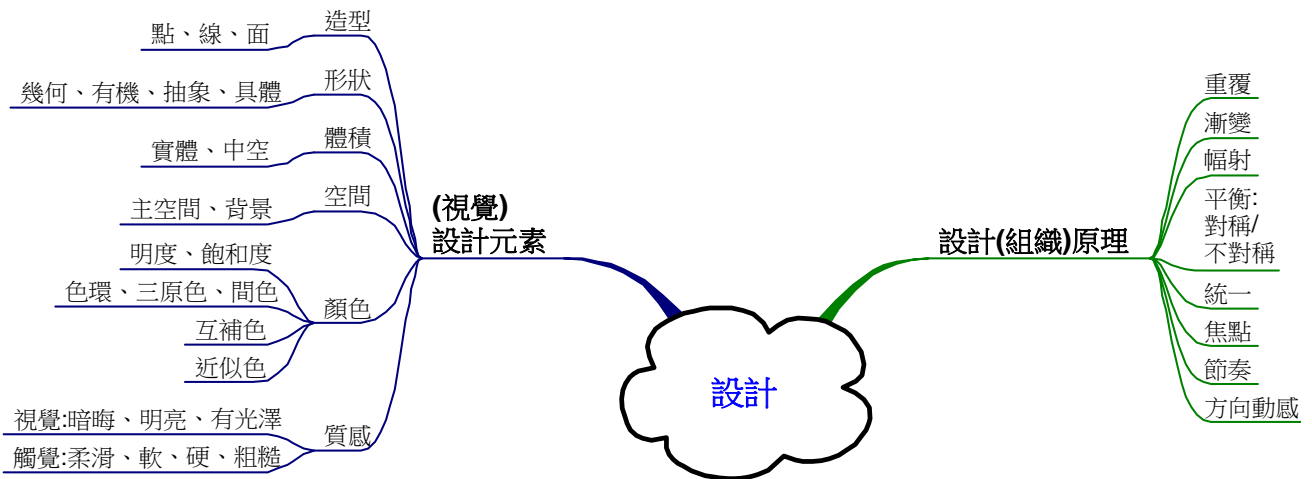 造型
點、線、面
形狀
幾何、有機、抽象、具體
體積
實體、中空
空間
主空間、背景
(視覺)
設計元素
明度、飽和度
色環、三原色、間色
顏色
互補色
近似色
質感
視覺:暗晦、明亮、有光澤
觸覺:柔滑、軟、硬、粗糙
設計
設計(組織)原理
重覆
漸變
幅射
平衡:
對稱/
不對稱
統一
焦點
節奏
方向動感